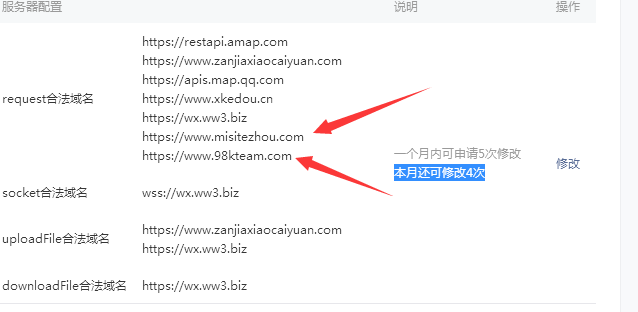 服务器配置 说明 操作
https://restapi.amap.com
https://www.zanjiaxiaocaiyuan.com
https://apis.map.qq.com
request合法域名 https://www.xkedou.cn
https://wx.ww3.biz
https://www.misitezhou.com
https://www.98kteam.com
一个月内可申请5次修改
本月还可修改4次
修改
socket合法域名 wss://wx.ww3.biz
uploadFile合法域名 https://www.zanjiaxiaocaiyuan.com
https://wx.ww3.biz
downloadFile合法域名 https://wx.ww3.biz